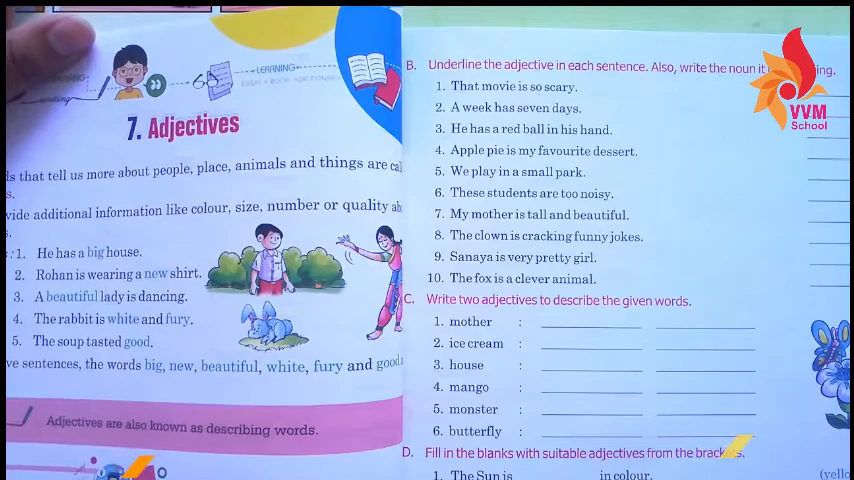 LEARNING
7. Adjectives
ds that tell us more about people, place, animals and things are ca
s.
vide additional information like colour, size, number or quality ab
s.
s: 1. He has a big house.
2. Rohan is wearing a new shirt.
3. A beautiful lady is dancing.
4. The rabbit is white and fury.
5. The soup tasted good.
ve sentences, the words big, new, beautiful, white, fury and good
Adjectives are also known as describing words.
B. Underline the adjective in each sentence. Also, write the noun it
1. That movie is so scary.
2. A week has seven days.
3. He has a red ball in his hand.
4. Apple pie is my favourite dessert.
5. We play in a small park.
6. These students are too noisy.
7. My mother is tall and beautiful.
8. The clown is cracking funny jokes.
9. Sanaya is very pretty girl.
10. The fox is a clever animal.
C. Write two adjectives to describe the given words.
1. mother :
2. ice cream :
3. house :
4. mango :
5. monster :
6. butterfly :
D. Fill in the blanks with suitable adjectives from the brackets.
1. The Sun is in colour. (yello
VVM
School